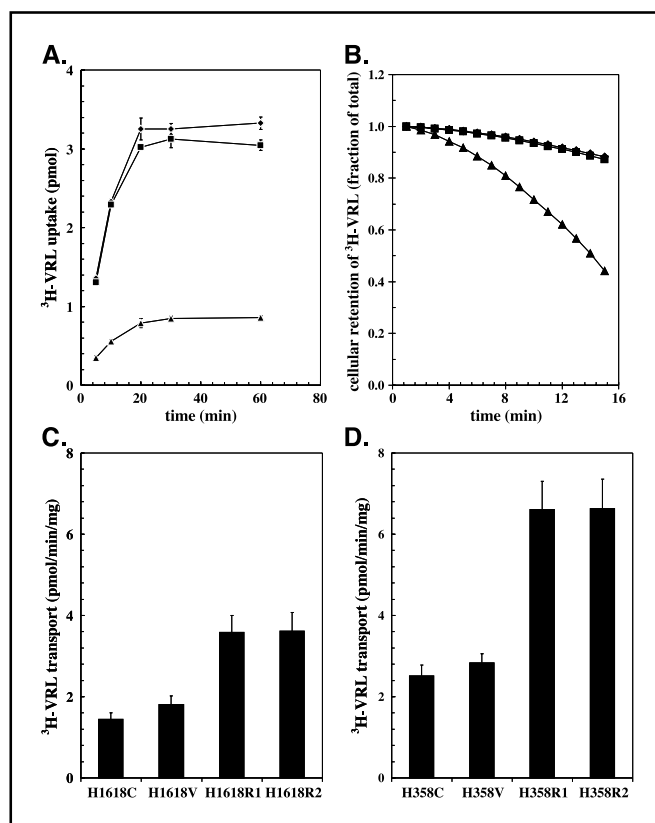 A.
B.
4
3
2
1
0
³H-VRL uptake (pmol)
0 20 40 60 80
time (min)
1.2
1.0
0.8
0.6
0.4
0.2
0.0
cellular retention of ³H-VRL (fraction of total)
0 4 8 12 16
time (min)
C.
D.
8
6
4
2
0
³H-VRL transport (pmol/min/mg)
H1618C H1618V H1618R1 H1618R2
8
6
4
2
0
³H-VRL transport (pmol/min/mg)
H358C H358V H358R1 H358R2